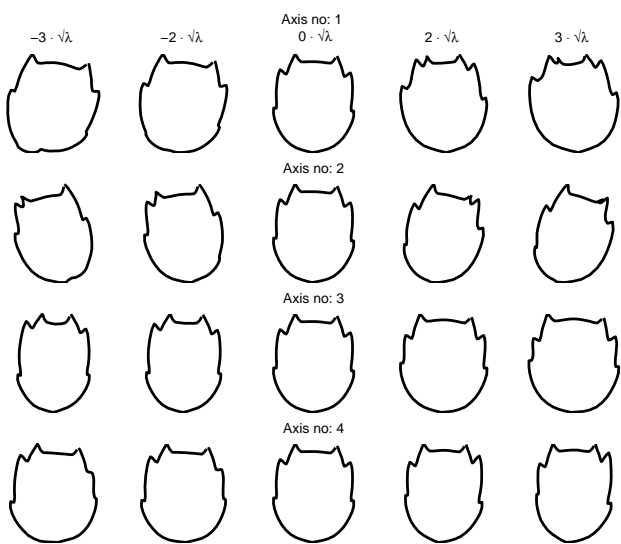 Axis no: 1
−3 · √λ −2 · √λ 0 · √λ 2 · √λ 3 · √λ
Axis no: 2
Axis no: 3
Axis no: 4